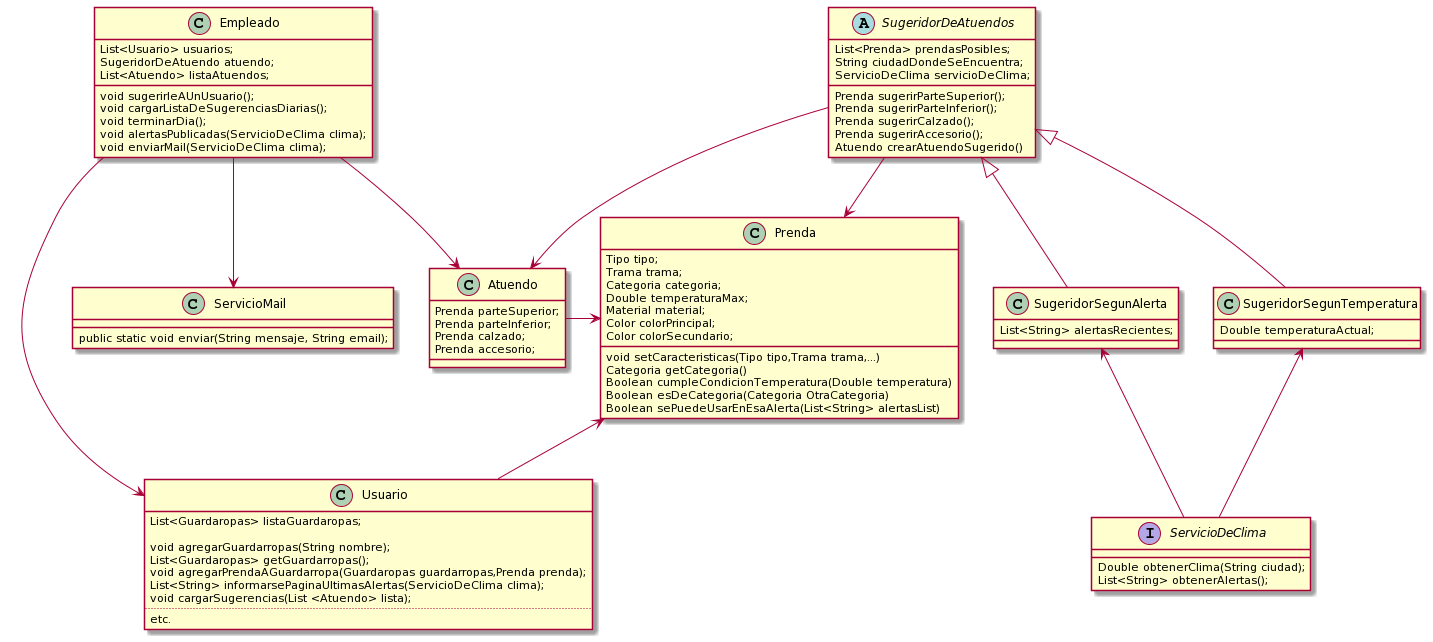 C Empleado
List<Usuario> usuarios;
SugeridorDeAtuendo atuendo;
List<Atuendo> listaAtuendos;
void sugerirleAUnUsuario();
void cargarListaDeSugerenciasDiarias();
void terminarDia();
void alertasPublicadas(ServicioDeClima clima);
void enviarMail(ServicioDeClima clima);
A SugeridorDeAtuendos
List<Prenda> prendasPosibles;
String ciudadDondeSeEncuentra;
ServicioDeClima servicioDeClima;
Prenda sugerirParteSuperior();
Prenda sugerirParteInferior();
Prenda sugerirCalzado();
Prenda sugerirAccesorio();
Atuendo crearAtuendoSugerido()
C ServicioMail
public static void enviar(String mensaje, String email);
C Atuendo
Prenda parteSuperior;
Prenda parteInferior;
Prenda calzado;
Prenda accesorio;
C Prenda
Tipo tipo;
Trama trama;
Categoria categoria;
Double temperaturaMax;
Material material;
Color colorPrincipal;
Color colorSecundario;
void setCaracteristicas(Tipo tipo,Trama trama,...)
Categoria getCategoria()
Boolean cumpleCondicionTemperatura(Double temperatura)
Boolean esDeCategoria(Categoria OtraCategoria)
Boolean sePuedeUsarEnEsaAlerta(List<String> alertasList)
C SugeridorSegunAlerta
List<String> alertasRecientes;
C SugeridorSegunTemperatura
Double temperaturaActual;
C Usuario
List<Guardaropas> listaGuardaropas;
void agregarGuardarropas(String nombre);
List<Guardaropas> getGuardarropas();
void agregarPrendaAGuardarropa(Guardaropas guardarropas,Prenda prenda);
List<String> informarsePaginaUltimasAlertas(ServicioDeClima clima);
void cargarSugerencias(List <Atuendo> lista);
etc.
I ServicioDeClima
Double obtenerClima(String ciudad);
List<String> obtenerAlertas();